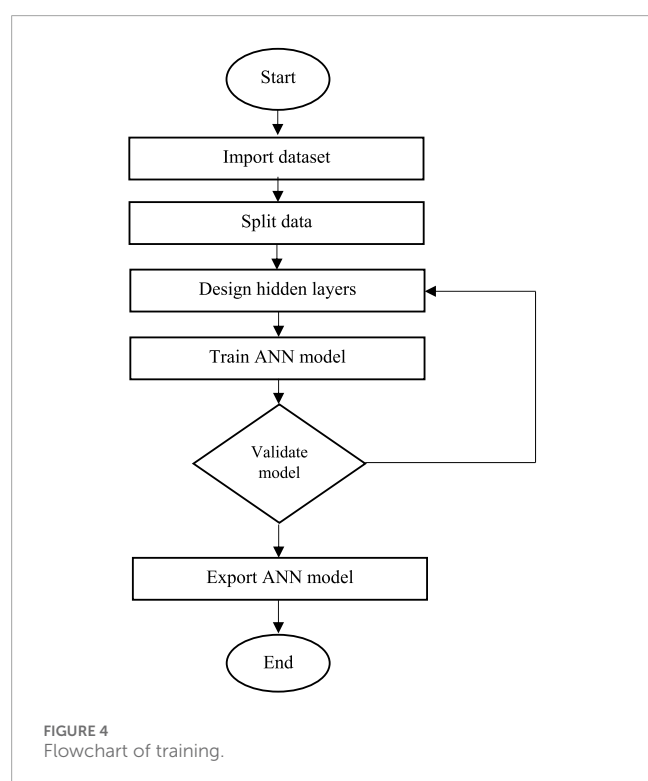 Start
Import dataset
Split data
Design hidden layers
Train ANN model
Validate
model
Export ANN model
End
FIGURE 4
Flowchart of training.